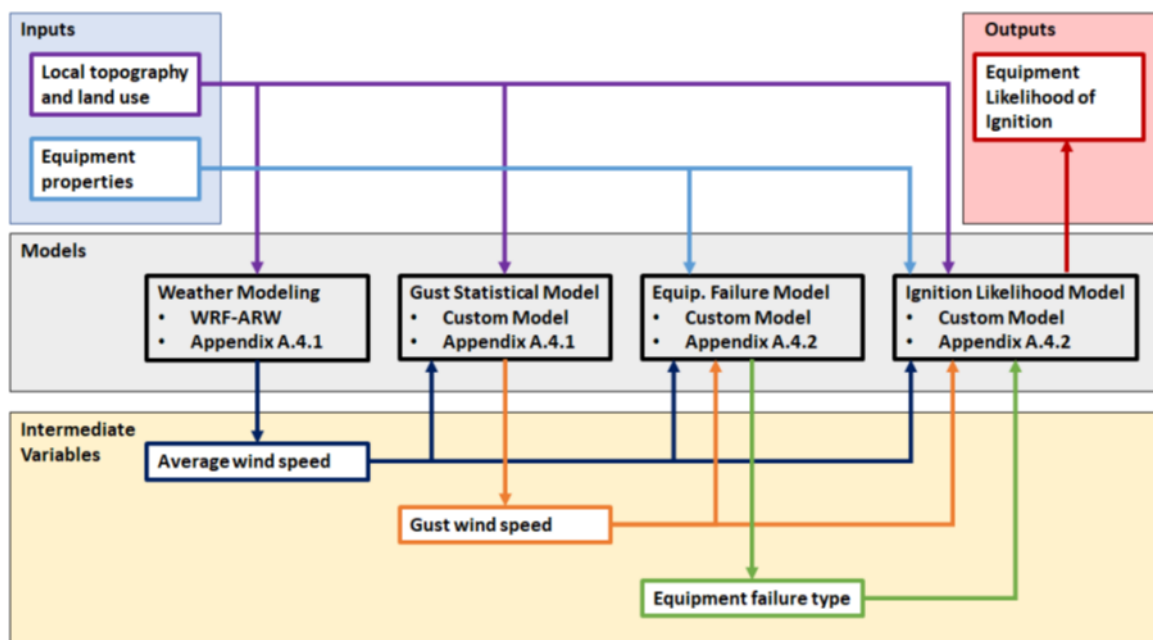 Inputs
Local topography
and land use
Equipment
properties
Outputs
Equipment
Likelihood of
Ignition
Models
Weather Modeling
• WRF-ARW
• Appendix A.4.1
Gust Statistical Model
• Custom Model
• Appendix A.4.1
Equip. Failure Model
• Custom Model
• Appendix A.4.2
Ignition Likelihood Model
• Custom Model
• Appendix A.4.2
Intermediate
Variables
Average wind speed
Gust wind speed
Equipment failure type